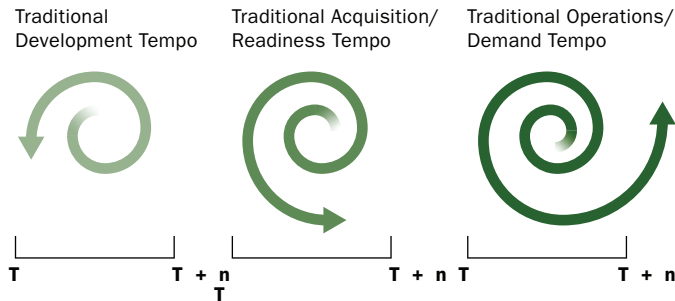 Traditional
Development Tempo
Traditional Acquisition/
Readiness Tempo
Traditional Operations/
Demand Tempo
T
T + n
T
T + n
T
T + n